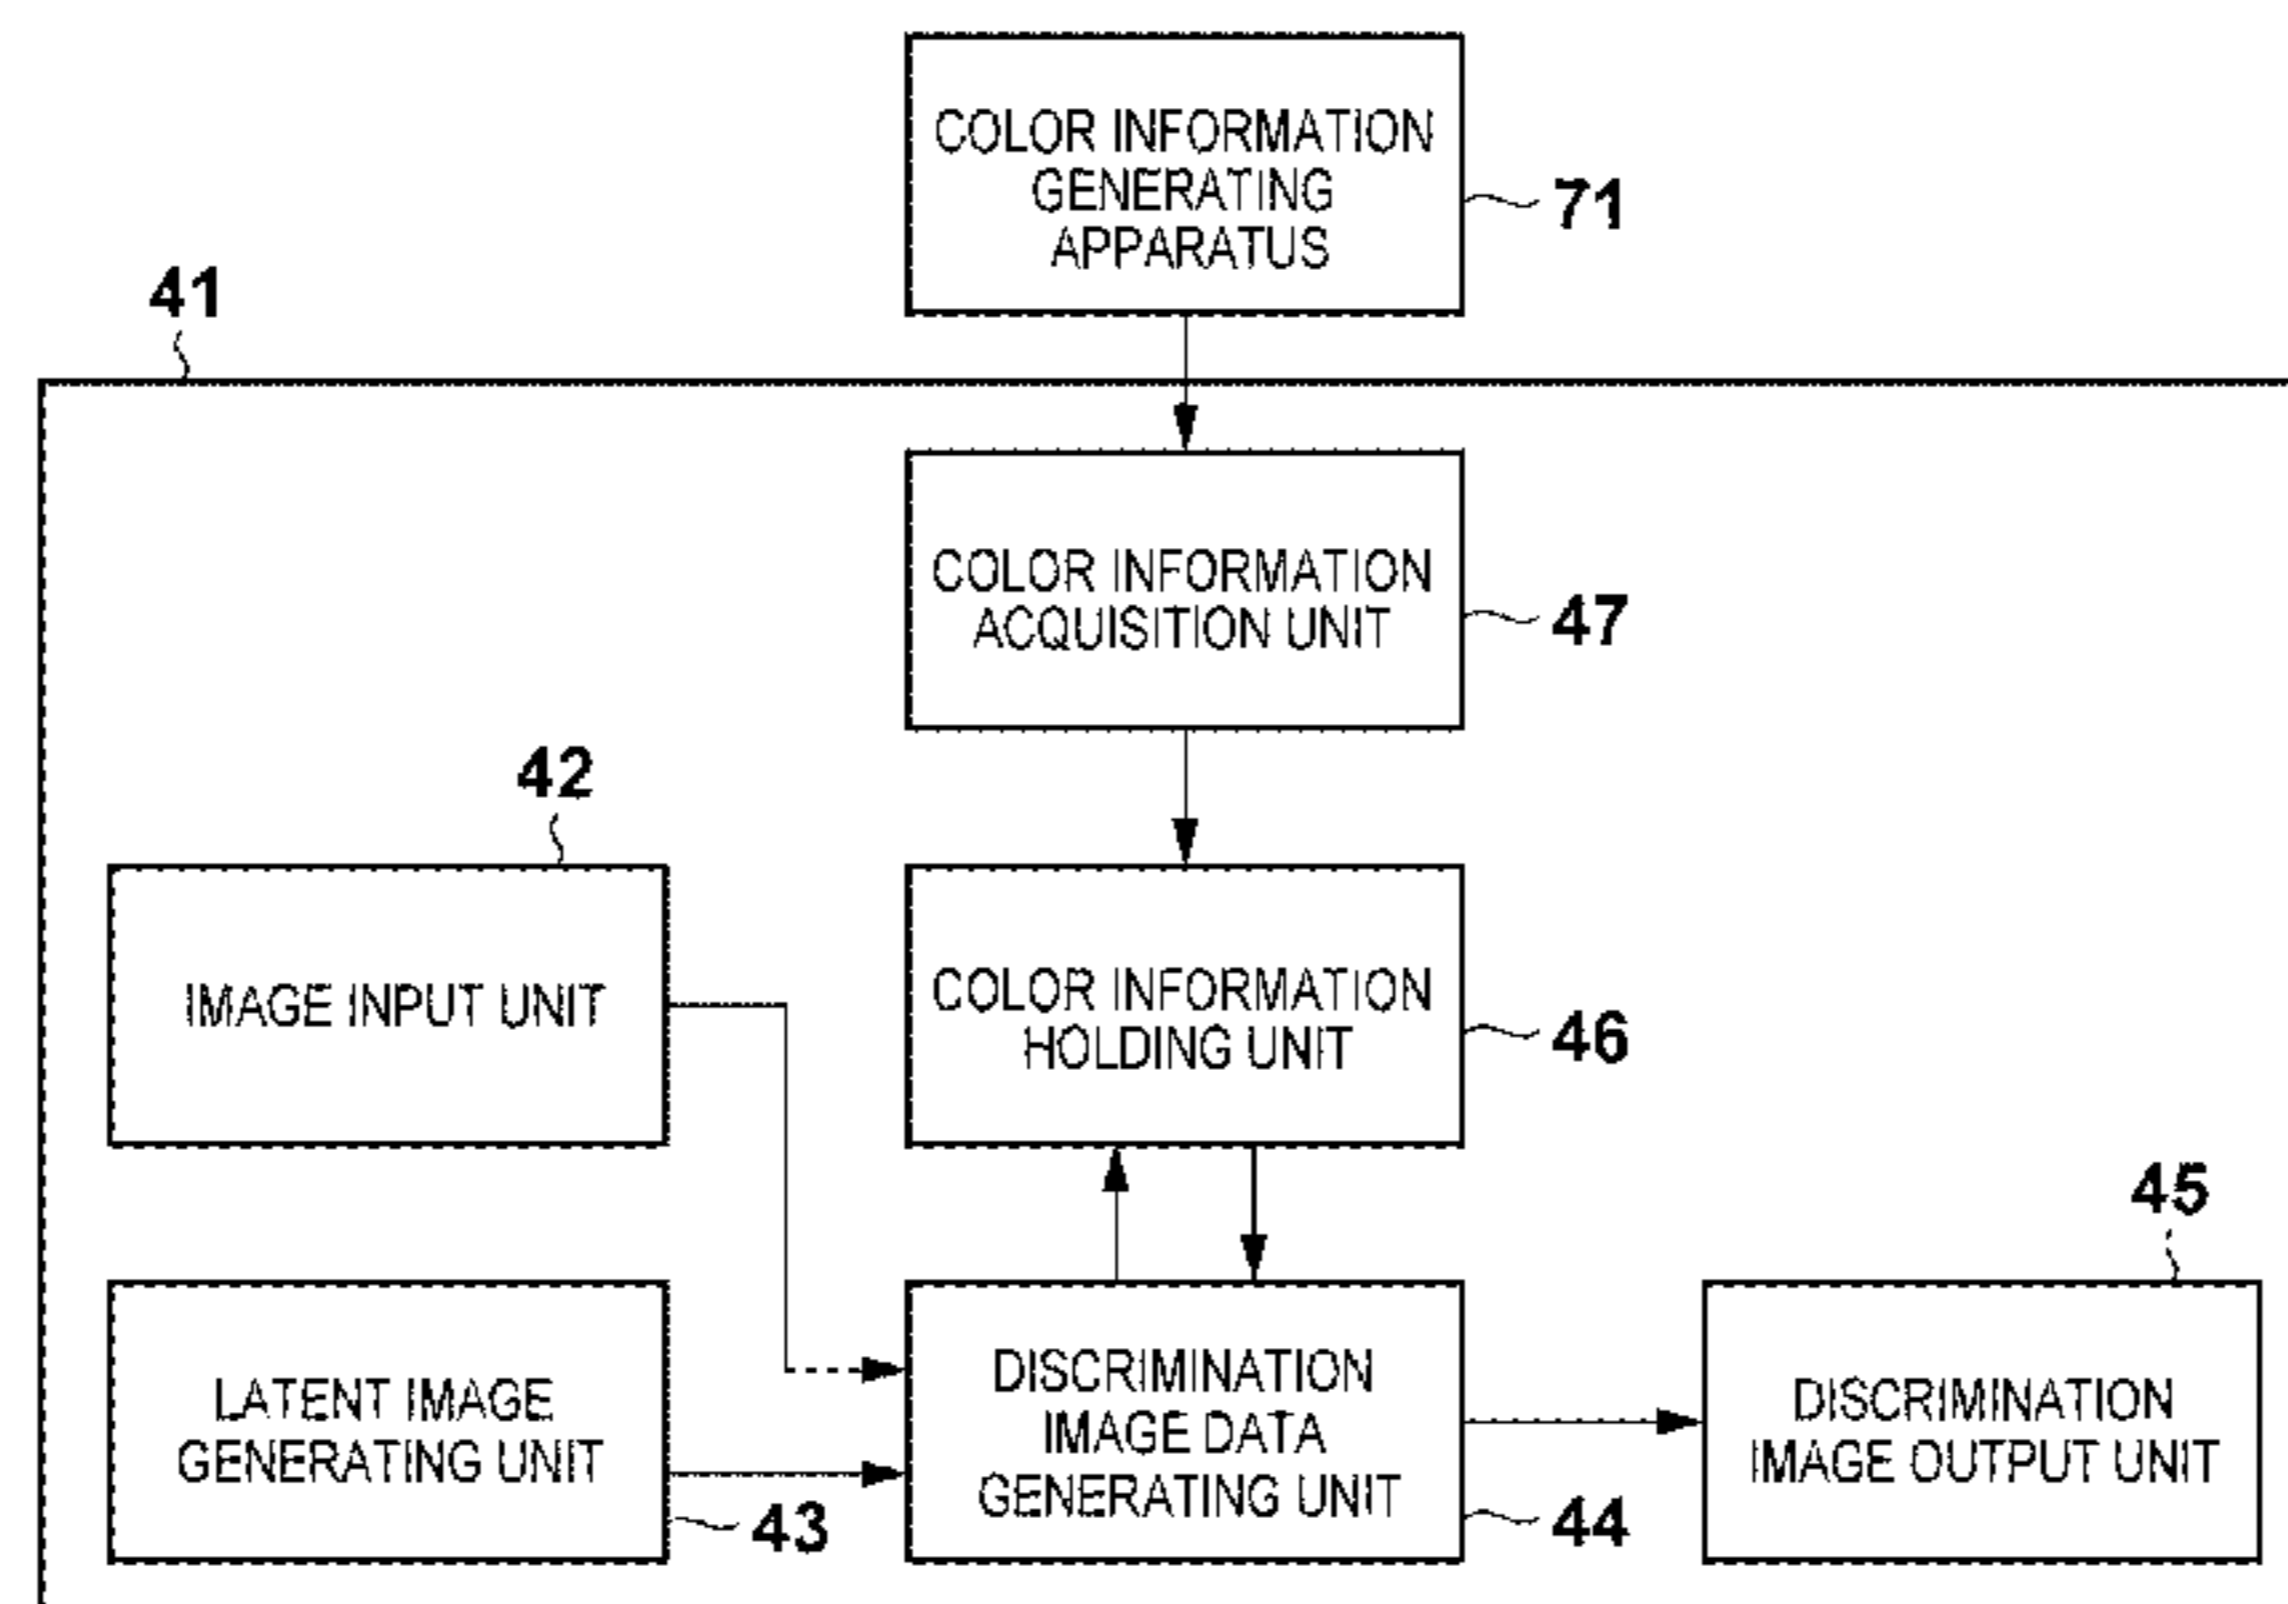 COLOR INFORMATION
GENERATING
APPARATUS
71
41
COLOR INFORMATION
ACQUISITION UNIT
47
42
IMAGE INPUT UNIT
COLOR INFORMATION
HOLDING UNIT
46
45
LATENT IMAGE
GENERATING UNIT
43
DISCRIMINATION
IMAGE DATA
GENERATING UNIT
44
DISCRIMINATION
IMAGE OUTPUT UNIT